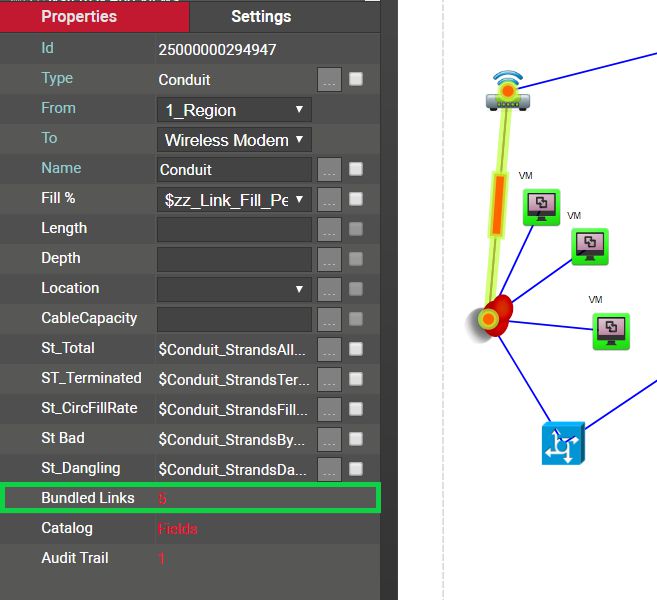 Properties Settings
Id 25000000294947
Type Conduit ...
From 1_Region
To Wireless Modem
Name Conduit ...
Fill % $zz_Link_Fill_Pe ...
Length ...
Depth ...
Location ...
CableCapacity ...
St_Total $Conduit_StrandsAll... ...
ST_Terminated $Conduit_StrandsTer... ...
St_CircFillRate $Conduit_StrandsFill... ...
St Bad $Conduit_StrandsBy... ...
St_Dangling $Conduit_StrandsDa... ...
Bundled Links 5
Catalog Fields
Audit Trail 1
VM
VM
VM